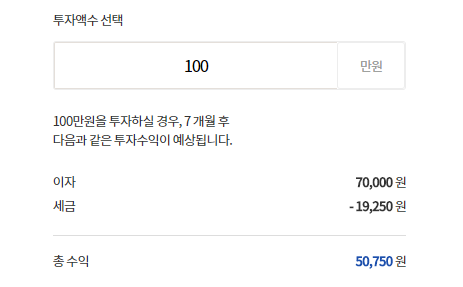 투자액수 선택
100 만원
100만원을 투자하실 경우, 7개월 후
다음과 같은 투자수익이 예상됩니다.
이자 70,000 원
세금 - 19,250 원
총 수익 50,750 원